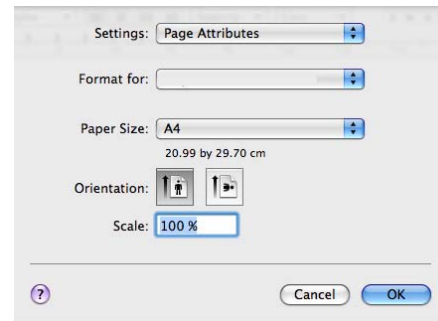 Settings: Page Attributes
Format for:
Paper Size: A4
20.99 by 29.70 cm
Orientation:
Scale: 100 %
? Cancel OK